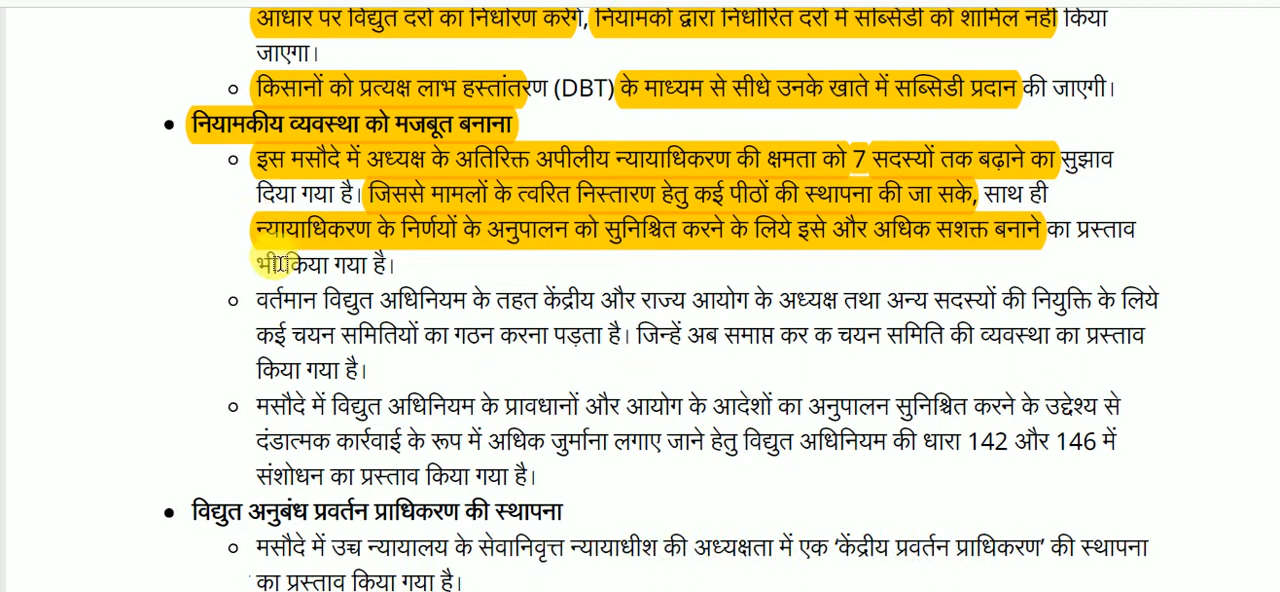 आधार पर विद्युत दरों का निर्धारण करेंगे, नियामकों द्वारा निर्धारित दरों में सब्सिडी को शामिल नहीं किया
जाएगा।
किसानों को प्रत्यक्ष लाभ हस्तांतरण (DBT) के माध्यम से सीधे उनके खाते में सब्सिडी प्रदान की जाएगी।
नियामकीय व्यवस्था को मजबूत बनाना
इस मसौदे में अध्यक्ष के अतिरिक्त अपीलीय न्यायाधिकरण की क्षमता को 7 सदस्यों तक बढ़ाने का सुझाव
दिया गया है। जिससे मामलों के त्वरित निस्तारण हेतु कई पीठों की स्थापना की जा सके, साथ ही
न्यायाधिकरण के निर्णयों के अनुपालन को सुनिश्चित करने के लिये इसे और अधिक सशक्त बनाने का प्रस्ताव
भी किया गया है।
वर्तमान विद्युत अधिनियम के तहत केंद्रीय और राज्य आयोग के अध्यक्ष तथा अन्य सदस्यों की नियुक्ति के लिये
कई चयन समितियों का गठन करना पड़ता है। जिन्हें अब समाप्त कर क चयन समिति की व्यवस्था का प्रस्ताव
किया गया है।
मसौदे में विद्युत अधिनियम के प्रावधानों और आयोग के आदेशों का अनुपालन सुनिश्चित करने के उद्देश्य से
दंडात्मक कार्रवाई के रूप में अधिक जुर्माना लगाए जाने हेतु विद्युत अधिनियम की धारा 142 और 146 में
संशोधन का प्रस्ताव किया गया है।
विद्युत अनुबंध प्रवर्तन प्राधिकरण की स्थापना
मसौदे में उच्च न्यायालय के सेवानिवृत्त न्यायाधीश की अध्यक्षता में एक ‘केंद्रीय प्रवर्तन प्राधिकरण’ की स्थापना
का प्रस्ताव किया गया है।